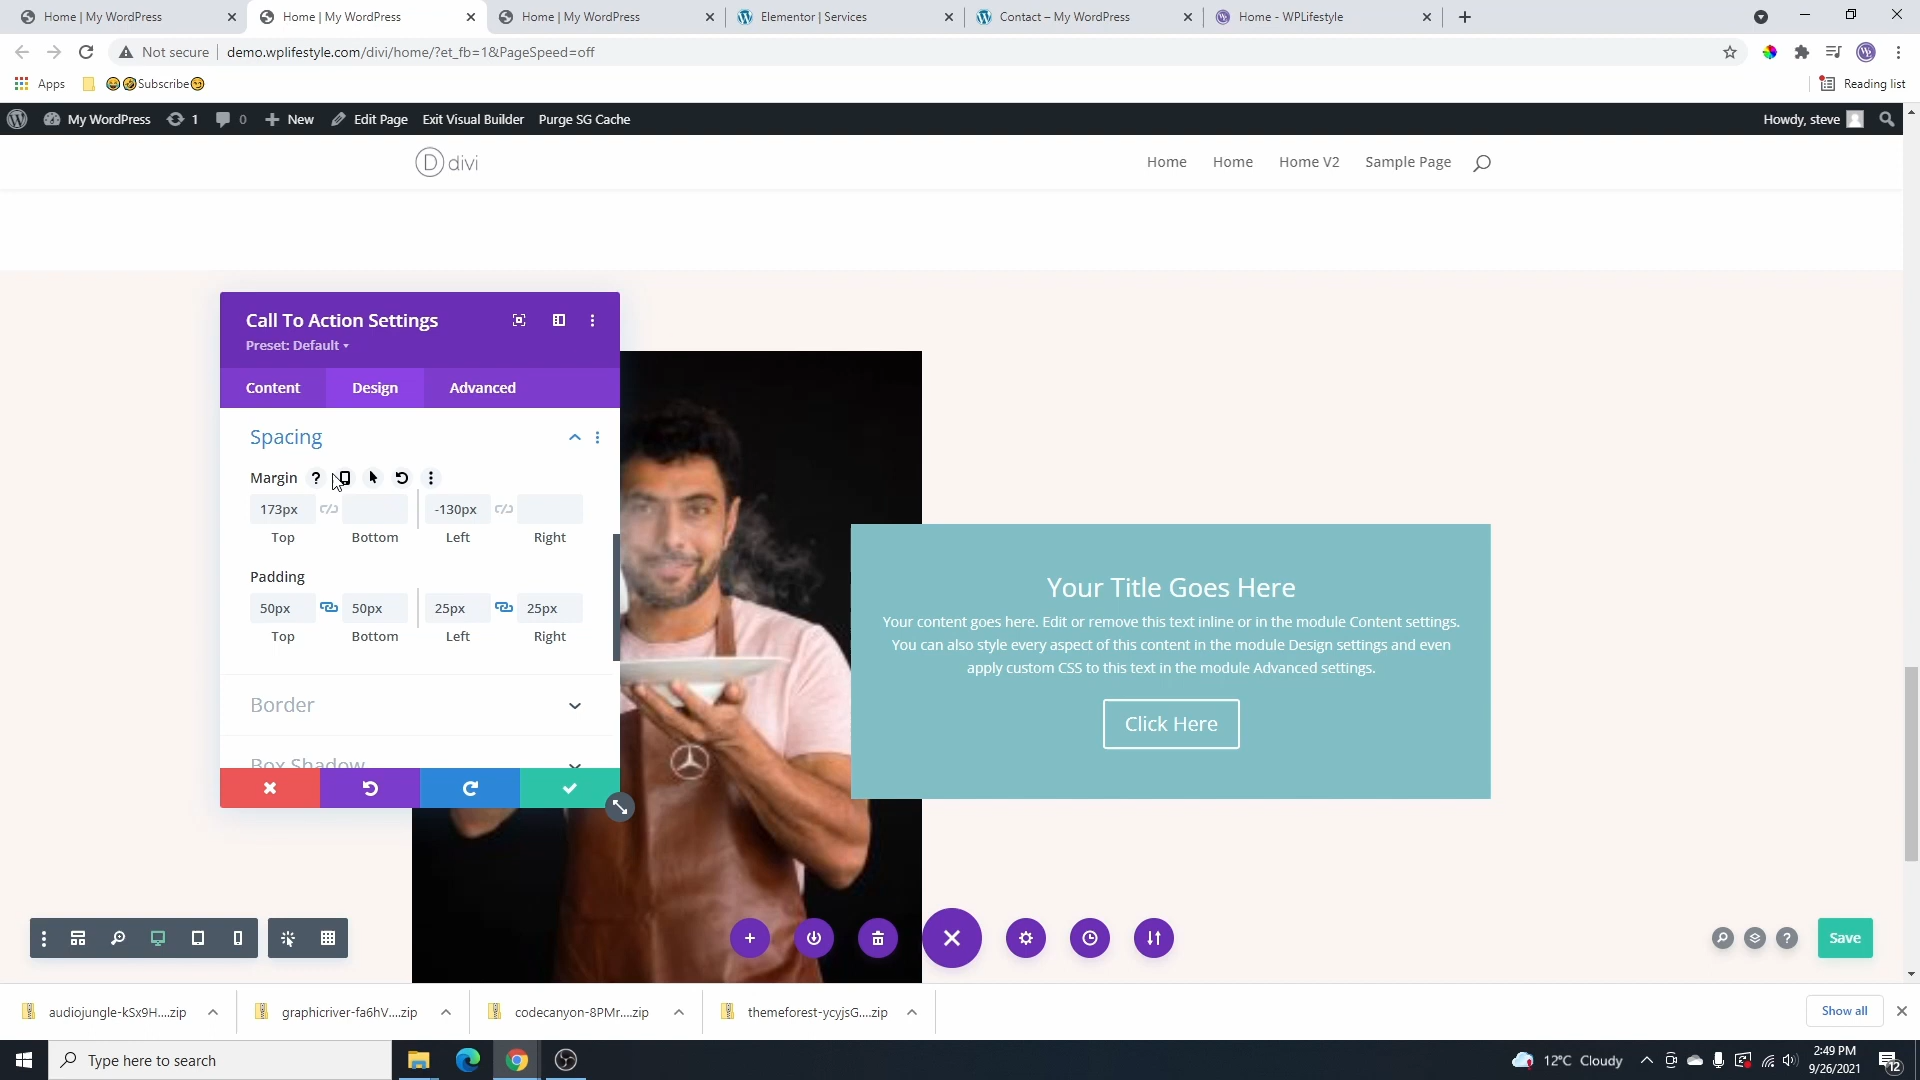 Home | My WordPress
Home | My WordPress
Home | My WordPress
Elementor | Services
Contact – My WordPress
Home - WPLifestyle
Not secure
demo.wplifestyle.com/divi/home/?et_fb=1&PageSpeed=off
Apps
😂🤣Subscribe😏
Reading list
My WordPress
1
0
New
Edit Page
Exit Visual Builder
Purge SG Cache
Howdy, steve
D divi
Home
Home
Home V2
Sample Page
Call To Action Settings
Preset: Default
Content
Design
Advanced
Spacing
Margin
173px
-130px
Top
Bottom
Left
Right
Padding
50px
50px
25px
25px
Top
Bottom
Left
Right
Border
Box Shadow
Your Title Goes Here
Your content goes here. Edit or remove this text inline or in the module Content settings.
You can also style every aspect of this content in the module Design settings and even
apply custom CSS to this text in the module Advanced settings.
Click Here
Save
audiojungle-kSx9H....zip
graphicriver-fa6hV....zip
codecanyon-8PMr....zip
themeforest-ycyjsG....zip
Show all
Type here to search
12°C Cloudy
2:49 PM
9/26/2021
12